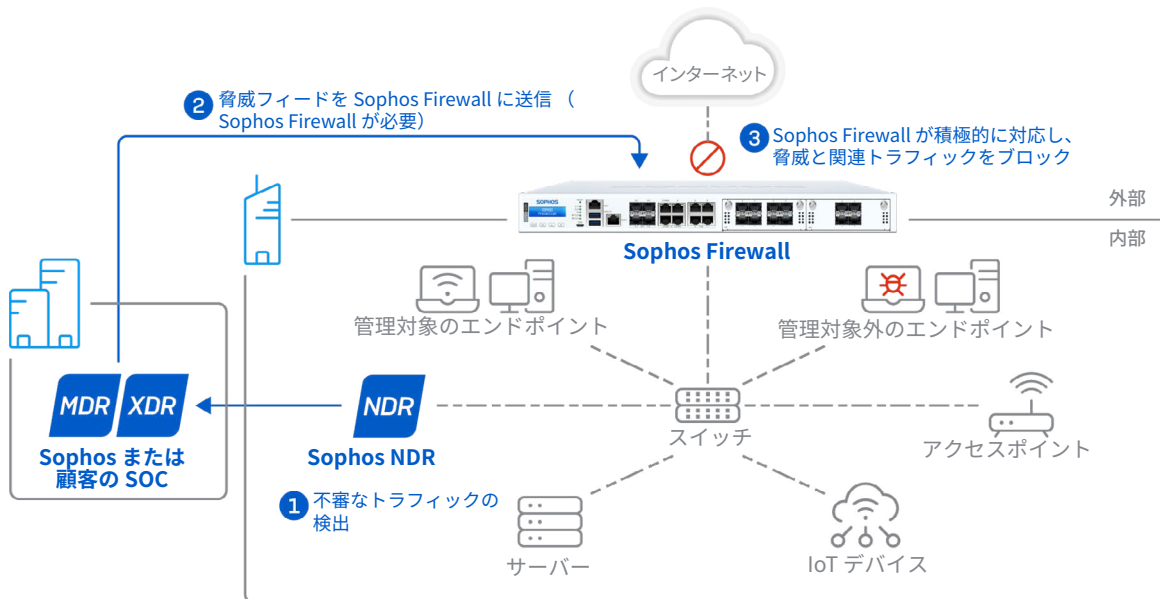 インターネット
2 脅威フィードを Sophos Firewall に送信 （
Sophos Firewall が必要）
3 Sophos Firewall が積極的に対応し、
脅威と関連トラフィックをブロック
SOPHOS
外部
内部
Sophos Firewall
管理対象のエンドポイント
管理対象外のエンドポイント
MDR XDR
NDR
スイッチ
アクセスポイント
Sophos または
顧客の SOC
Sophos NDR
1 不審なトラフィックの
検出
サーバー
IoT デバイス